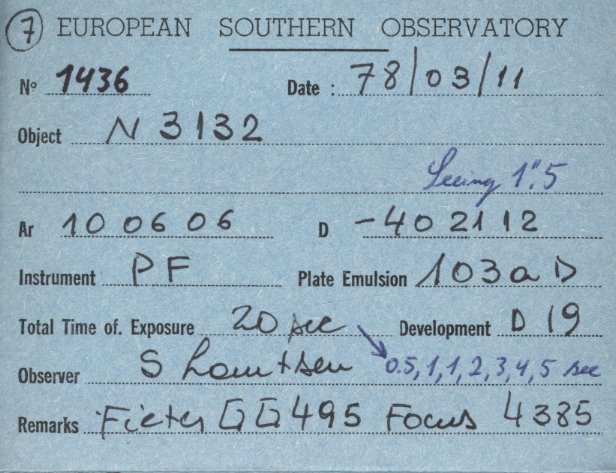 7 EUROPEAN SOUTHERN OBSERVATORY
Nº 1436 Date : 78/03/11
Object N 3132
Seeing 1".5
Ar 10 06 06 D -40 21 12
Instrument PF Plate Emulsion 103aD
Total Time of. Exposure 20 sec Development D 19
Observer S Laustsen 0.5, 1, 1, 2, 3, 4, 5 sec
Remarks GG495 Focus 4385